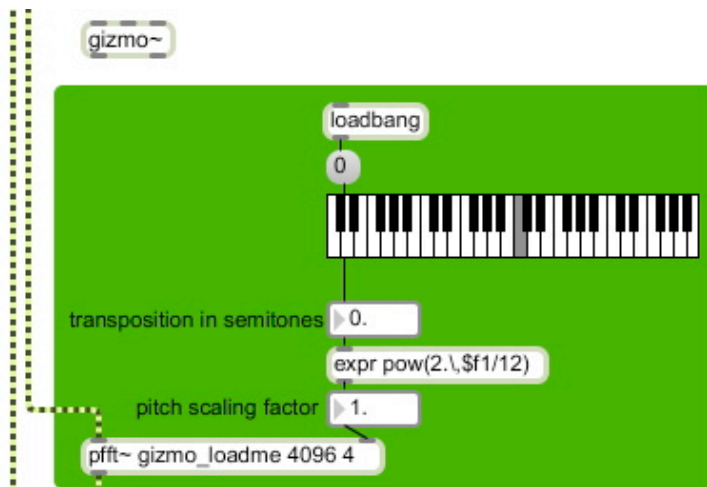 gizmo~
loadbang
0
transposition in semitones
0.
expr pow(2.\,$f1/12)
pitch scaling factor
1.
pfft~ gizmo_loadme 4096 4